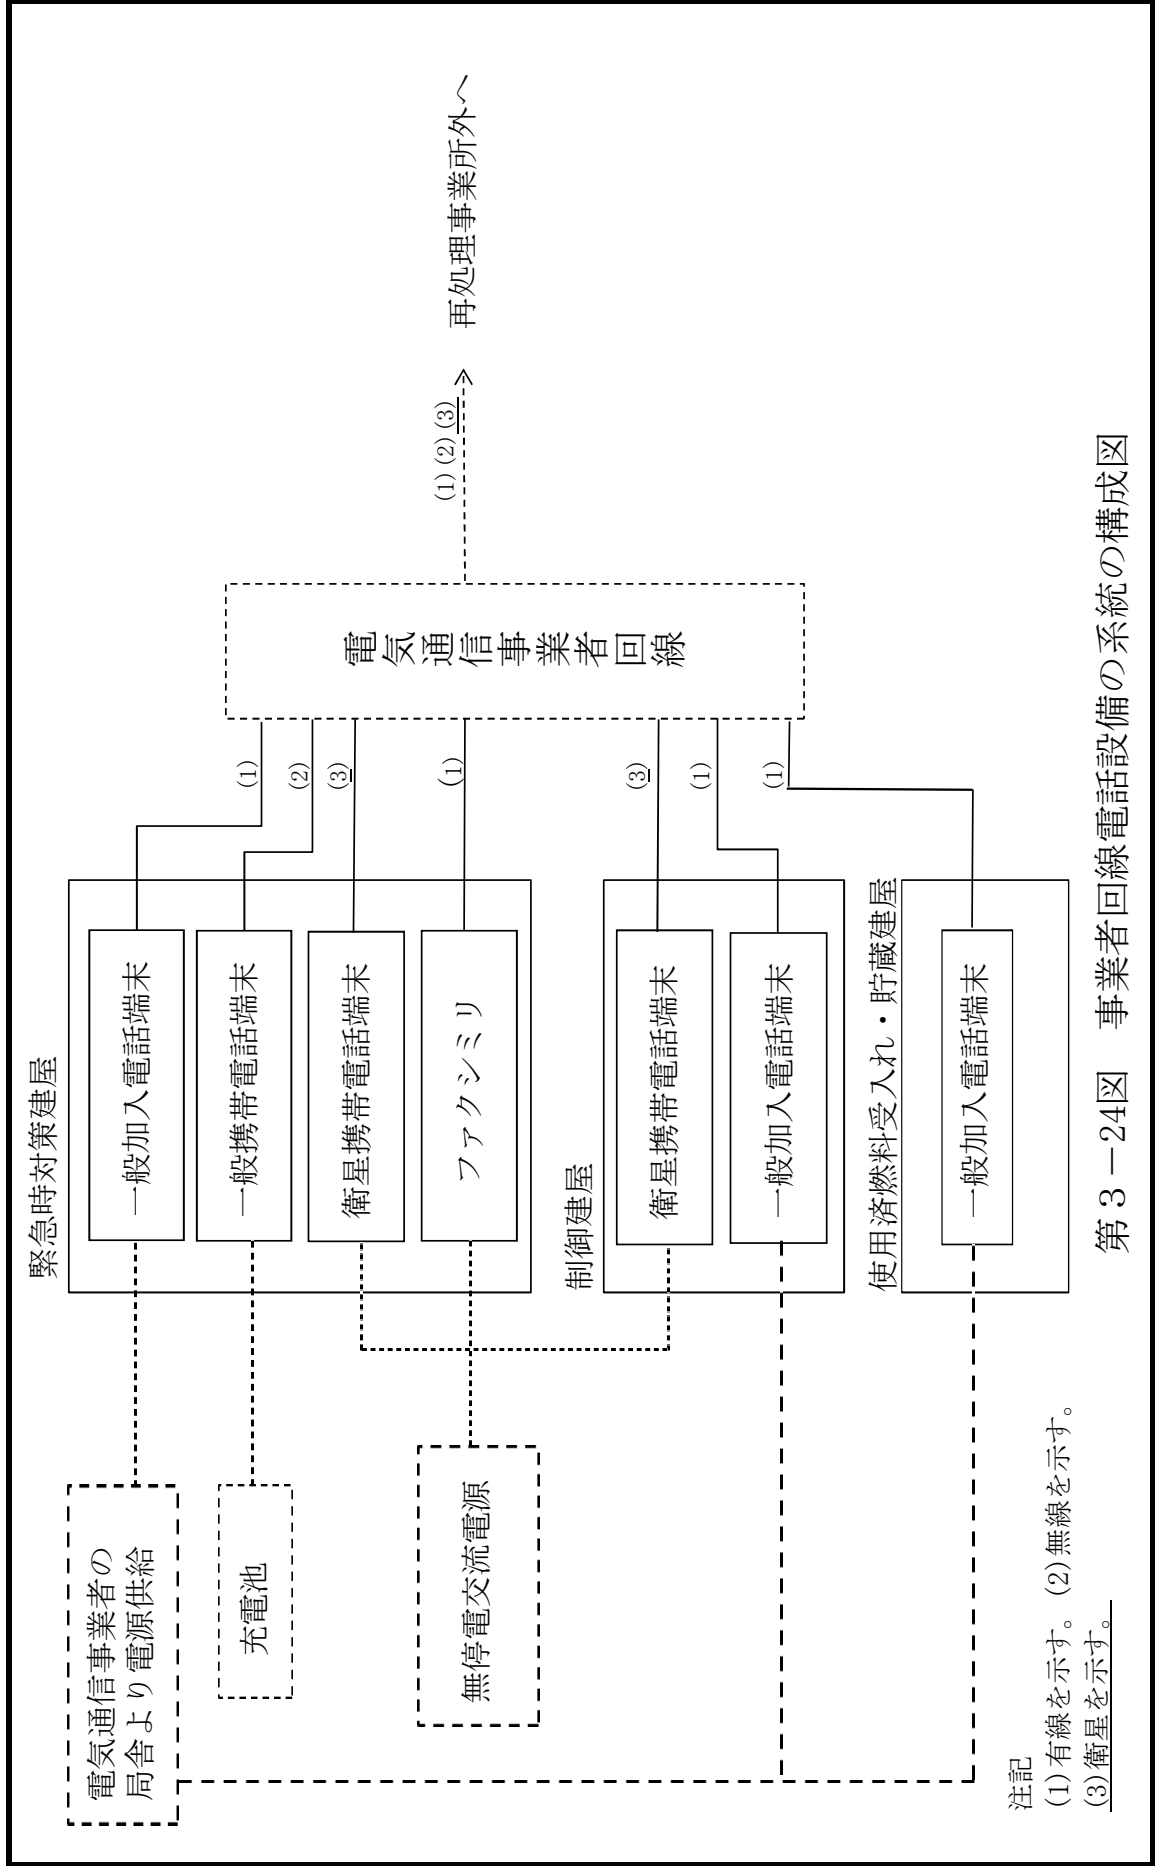 緊急時対策建屋
電気通信事業者の
局舎より電源供給
一般加入電話端末
(1)
充電池
一般携帯電話端末
(2)
衛星携帯電話端末
(3)
無停電交流電源
ファクシミリ
(1)
電気通信事業者回線
(1)(2)(3)
再処理事業所外へ
制御建屋
衛星携帯電話端末
(3)
一般加入電話端末
(1)
使用済燃料受入れ・貯蔵建屋
一般加入電話端末
(1)
注記
(1)有線を示す。 (2)無線を示す。
(3)衛星を示す。
第3－24図 事業者回線電話設備の系統の構成図